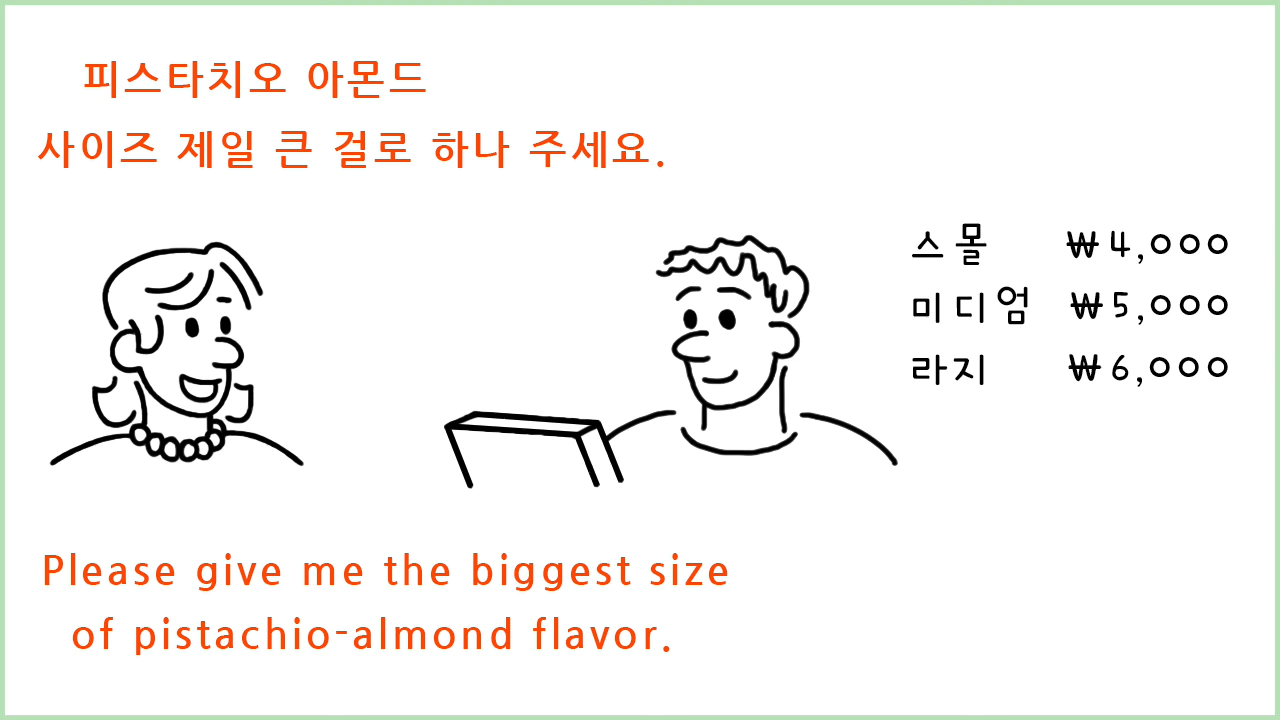 피스타치오 아몬드
사이즈 제일 큰 걸로 하나 주세요.
스몰 ₩4,000
미디엄 ₩5,000
라지 ₩6,000
Please give me the biggest size
of pistachio-almond flavor.